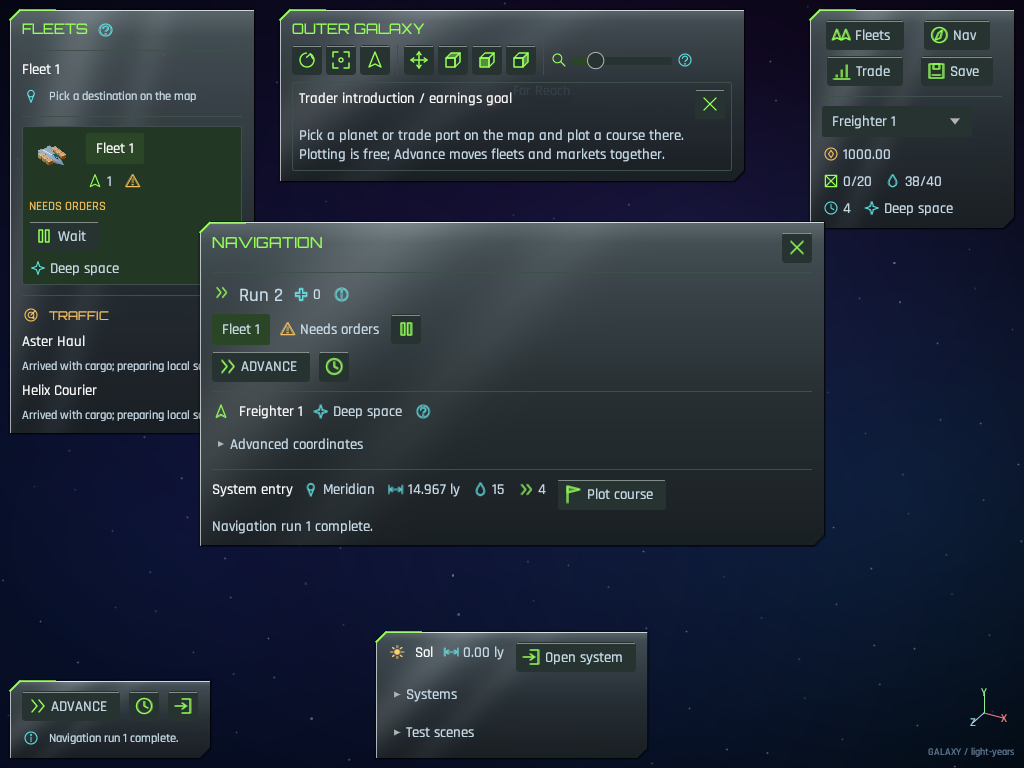 FLEETS
Fleet 1
Pick a destination on the map
Fleet 1
1
NEEDS ORDERS
Wait
Deep space
TRAFFIC
Aster Haul
Arrived with cargo; preparing local
Helix Courier
Arrived with cargo; preparing local
OUTER GALAXY
Far Reach
Trader introduction / earnings goal
Pick a planet or trade port on the map and plot a course there.
Plotting is free; Advance moves fleets and markets together.
Fleets
Nav
Trade
Save
Freighter 1
1000.00
0/20 38/40
4 Deep space
NAVIGATION
Run 2 0
Fleet 1 Needs orders
ADVANCE
Freighter 1 Deep space
Advanced coordinates
System entry Meridian 14.967 ly 15 4 Plot course
Navigation run 1 complete.
Sol 0.00 ly Open system
Systems
Test scenes
ADVANCE
Navigation run 1 complete.
Y
X
Z
GALAXY / light-years